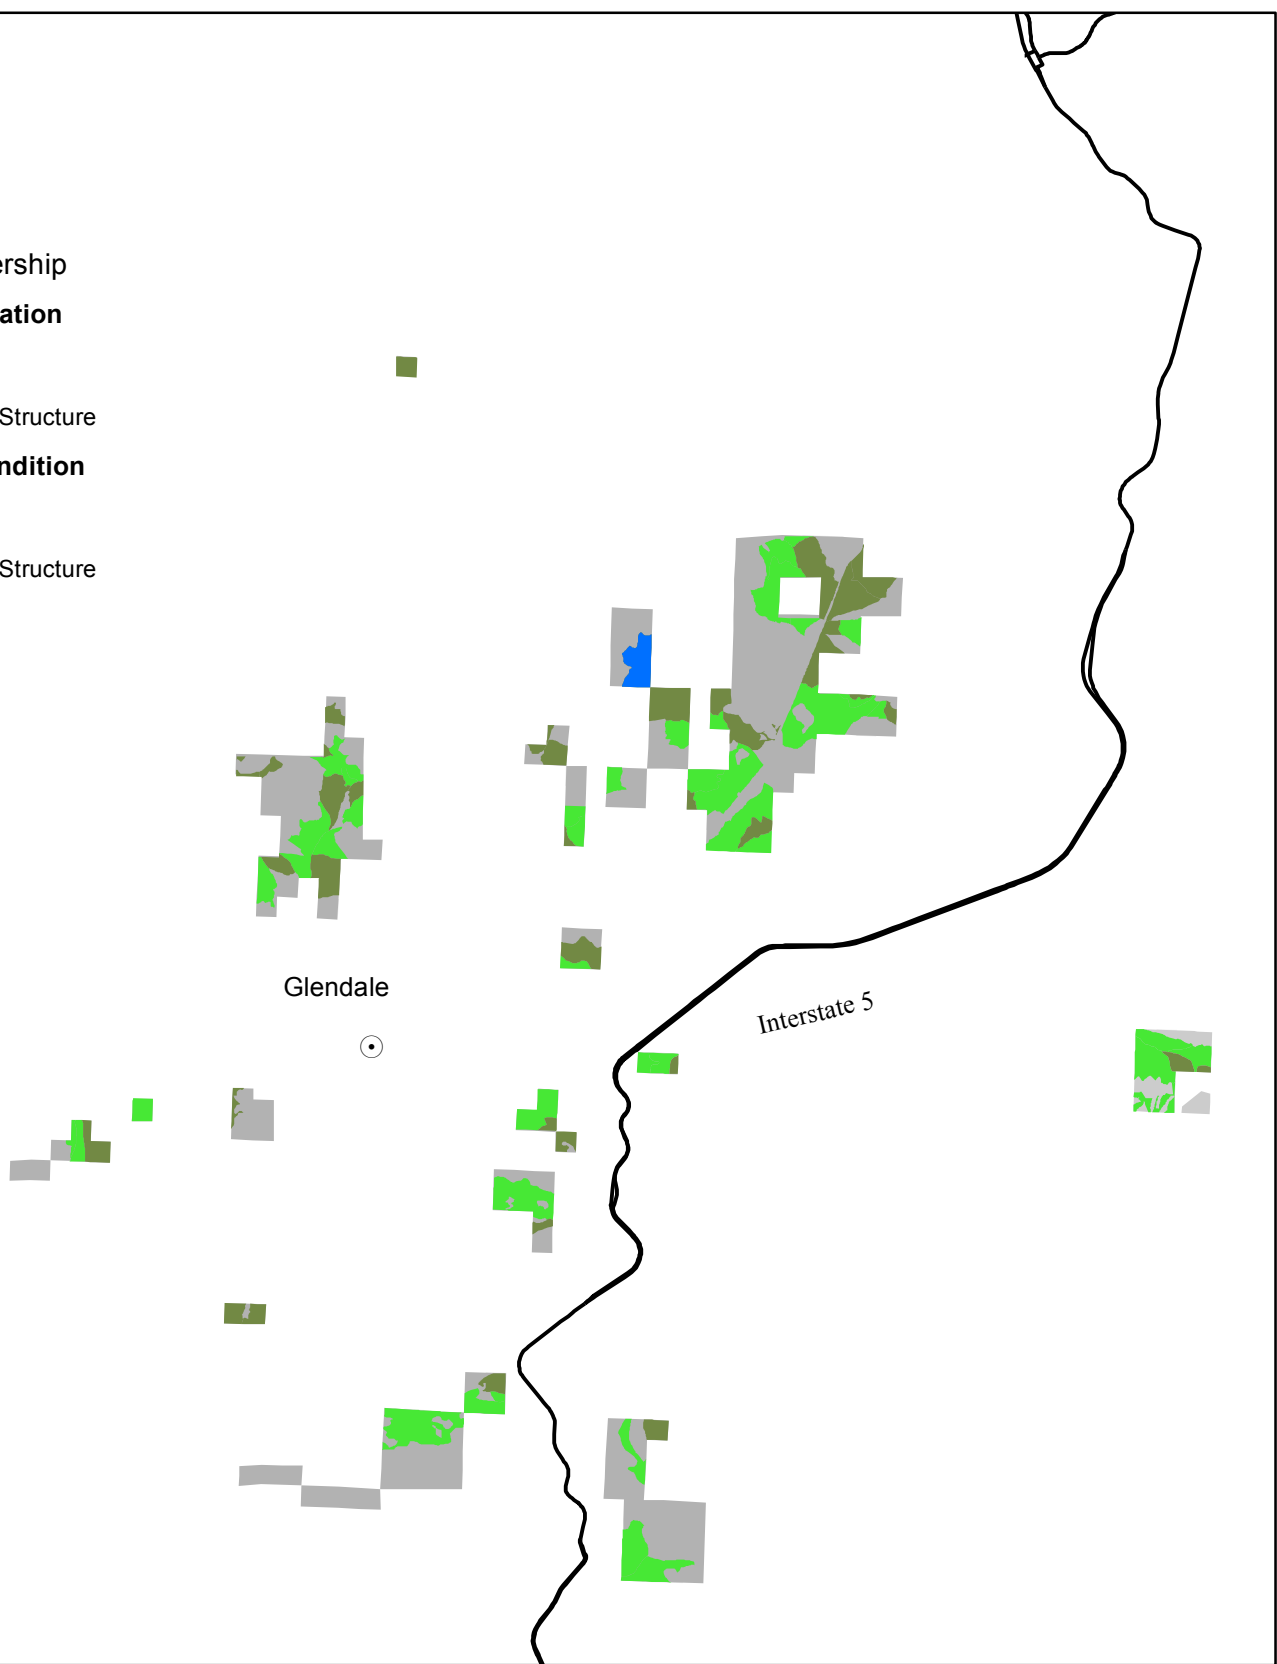 ership
ation
Structure
ndition
Structure
Glendale
Interstate 5